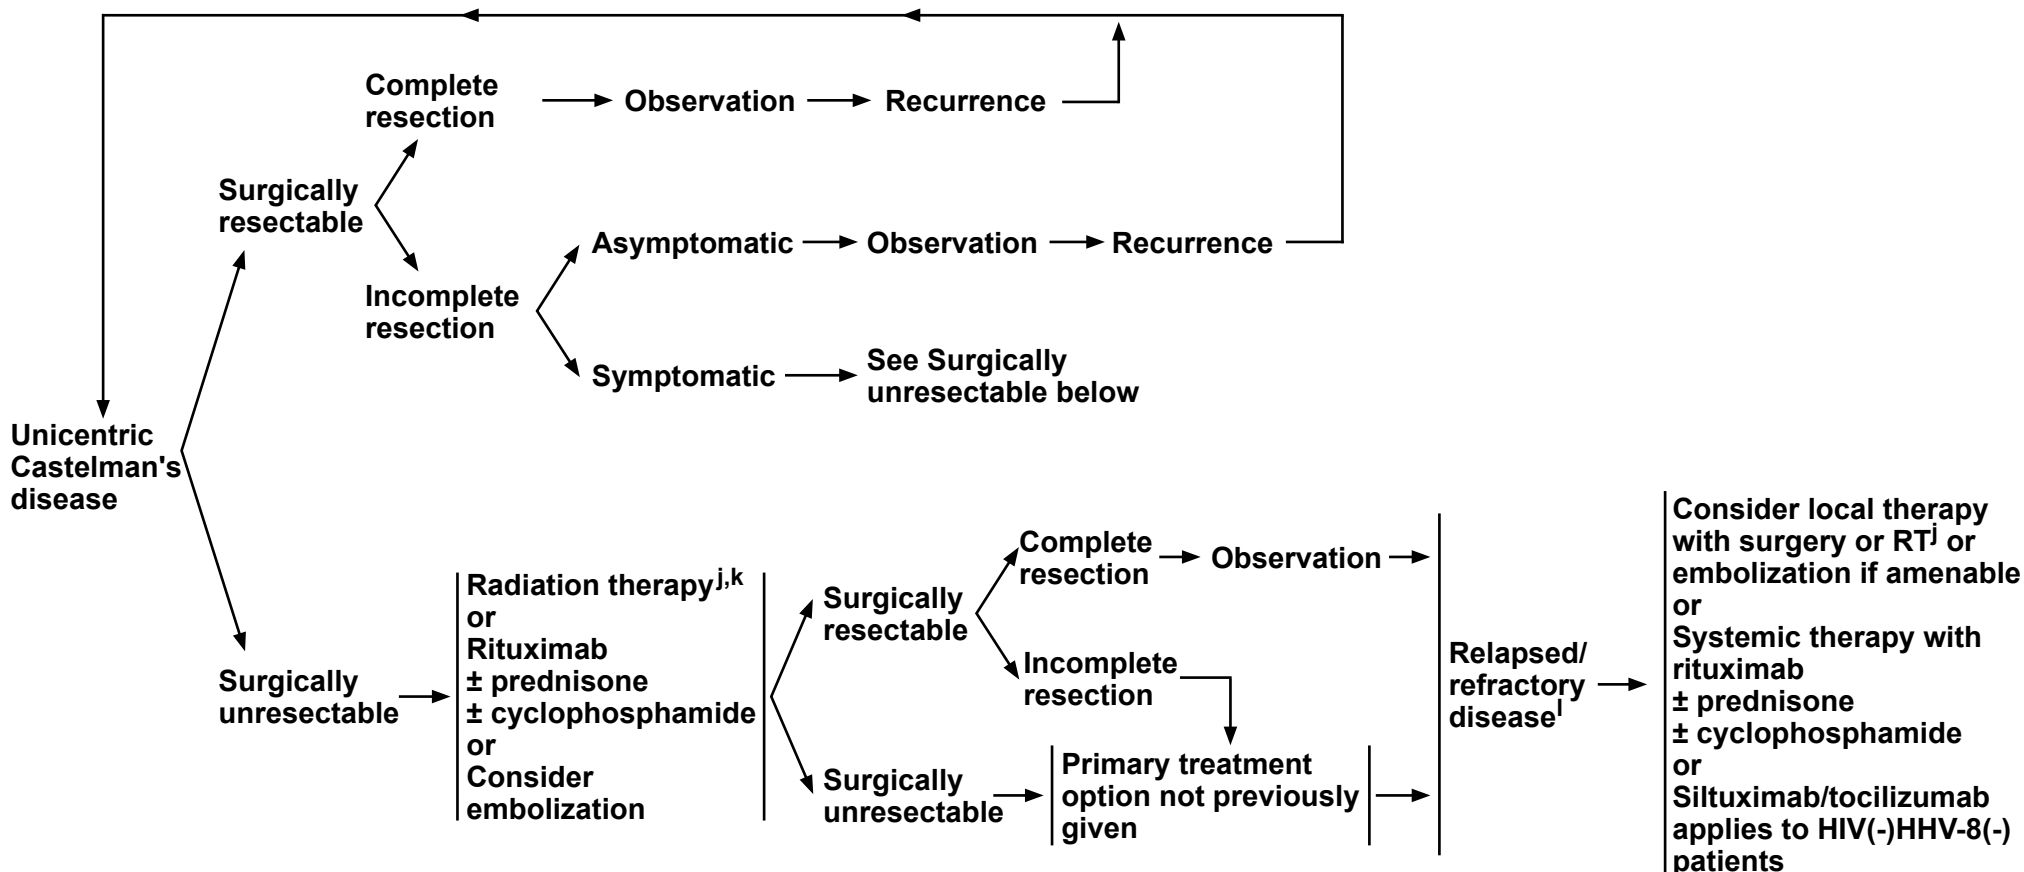 Complete
resection
Observation
Recurrence
Surgically
resectable
Asymptomatic
Observation
Recurrence
Incomplete
resection
Symptomatic
See Surgically
unresectable below
Unicentric
Castelman's
disease
Surgically
unresectable
Radiation therapy j,k
or
Rituximab
± prednisone
± cyclophosphamide
or
Consider
embolization
Surgically
resectable
Complete
resection
Observation
Incomplete
resection
Surgically
unresectable
Primary treatment
option not previously
given
Relapsed/
refractory
disease l
Consider local therapy
with surgery or RT j or
embolization if amenable
or
Systemic therapy with
rituximab
± prednisone
± cyclophosphamide
or
Siltuximab/tocilizumab
applies to HIV(-)HHV-8(-)
patients